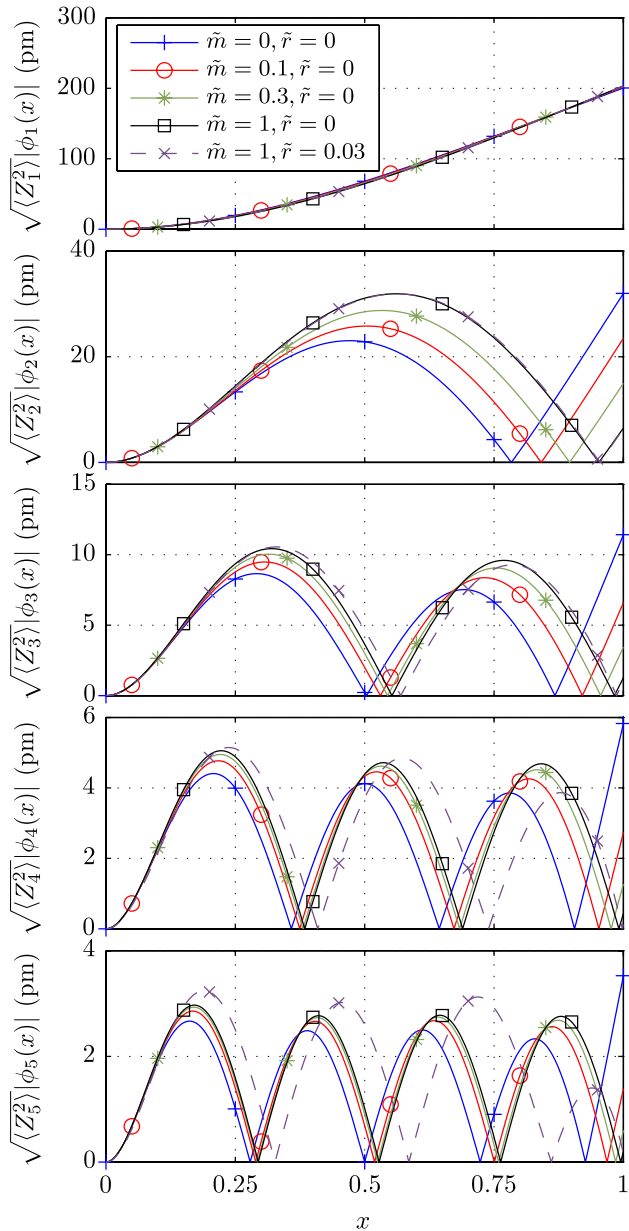 300
200
100
0
√⟨Z₁²⟩|ϕ₁(x)| (pm)
m̃ = 0, r̃ = 0
m̃ = 0.1, r̃ = 0
m̃ = 0.3, r̃ = 0
m̃ = 1, r̃ = 0
m̃ = 1, r̃ = 0.03
40
20
0
√⟨Z₂²⟩|ϕ₂(x)| (pm)
15
10
5
0
√⟨Z₃²⟩|ϕ₃(x)| (pm)
6
4
2
0
√⟨Z₄²⟩|ϕ₄(x)| (pm)
4
2
0
√⟨Z₅²⟩|ϕ₅(x)| (pm)
0 0.25 0.5 0.75 1
x